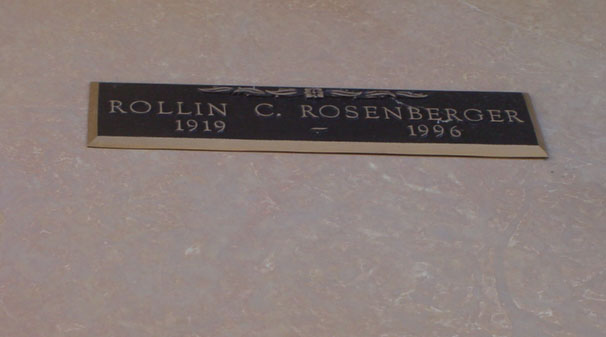 ROLLIN C. ROSENBERGER
1919 – 1996